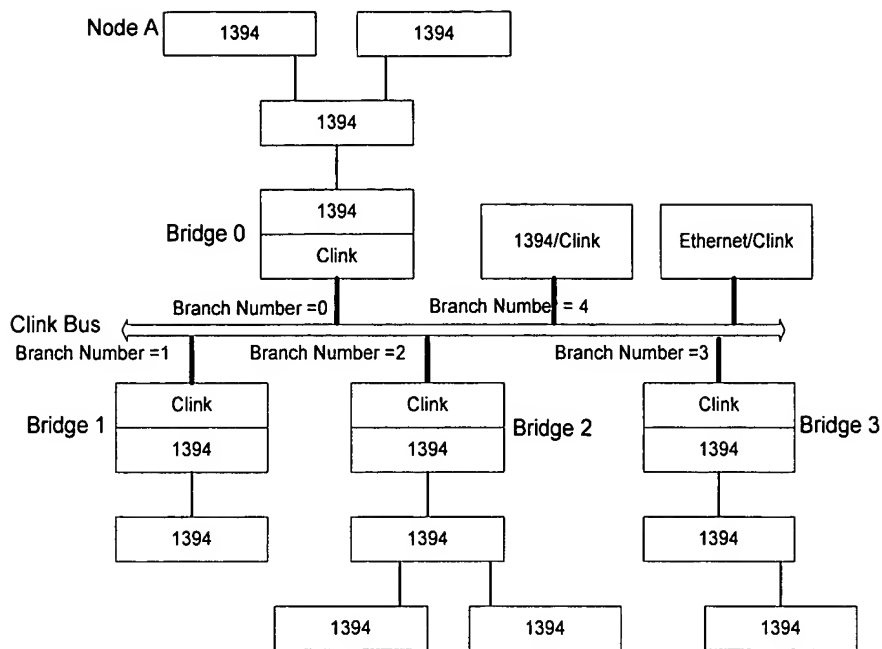 Node A
1394
1394
1394
1394
Bridge 0
Clink
1394/Clink
Ethernet/Clink
Branch Number =0
Branch Number = 4
Clink Bus
Branch Number =1
Branch Number =2
Branch Number =3
Clink
Clink
Clink
Bridge 1
Bridge 2
Bridge 3
1394
1394
1394
1394
1394
1394
1394
1394
1394